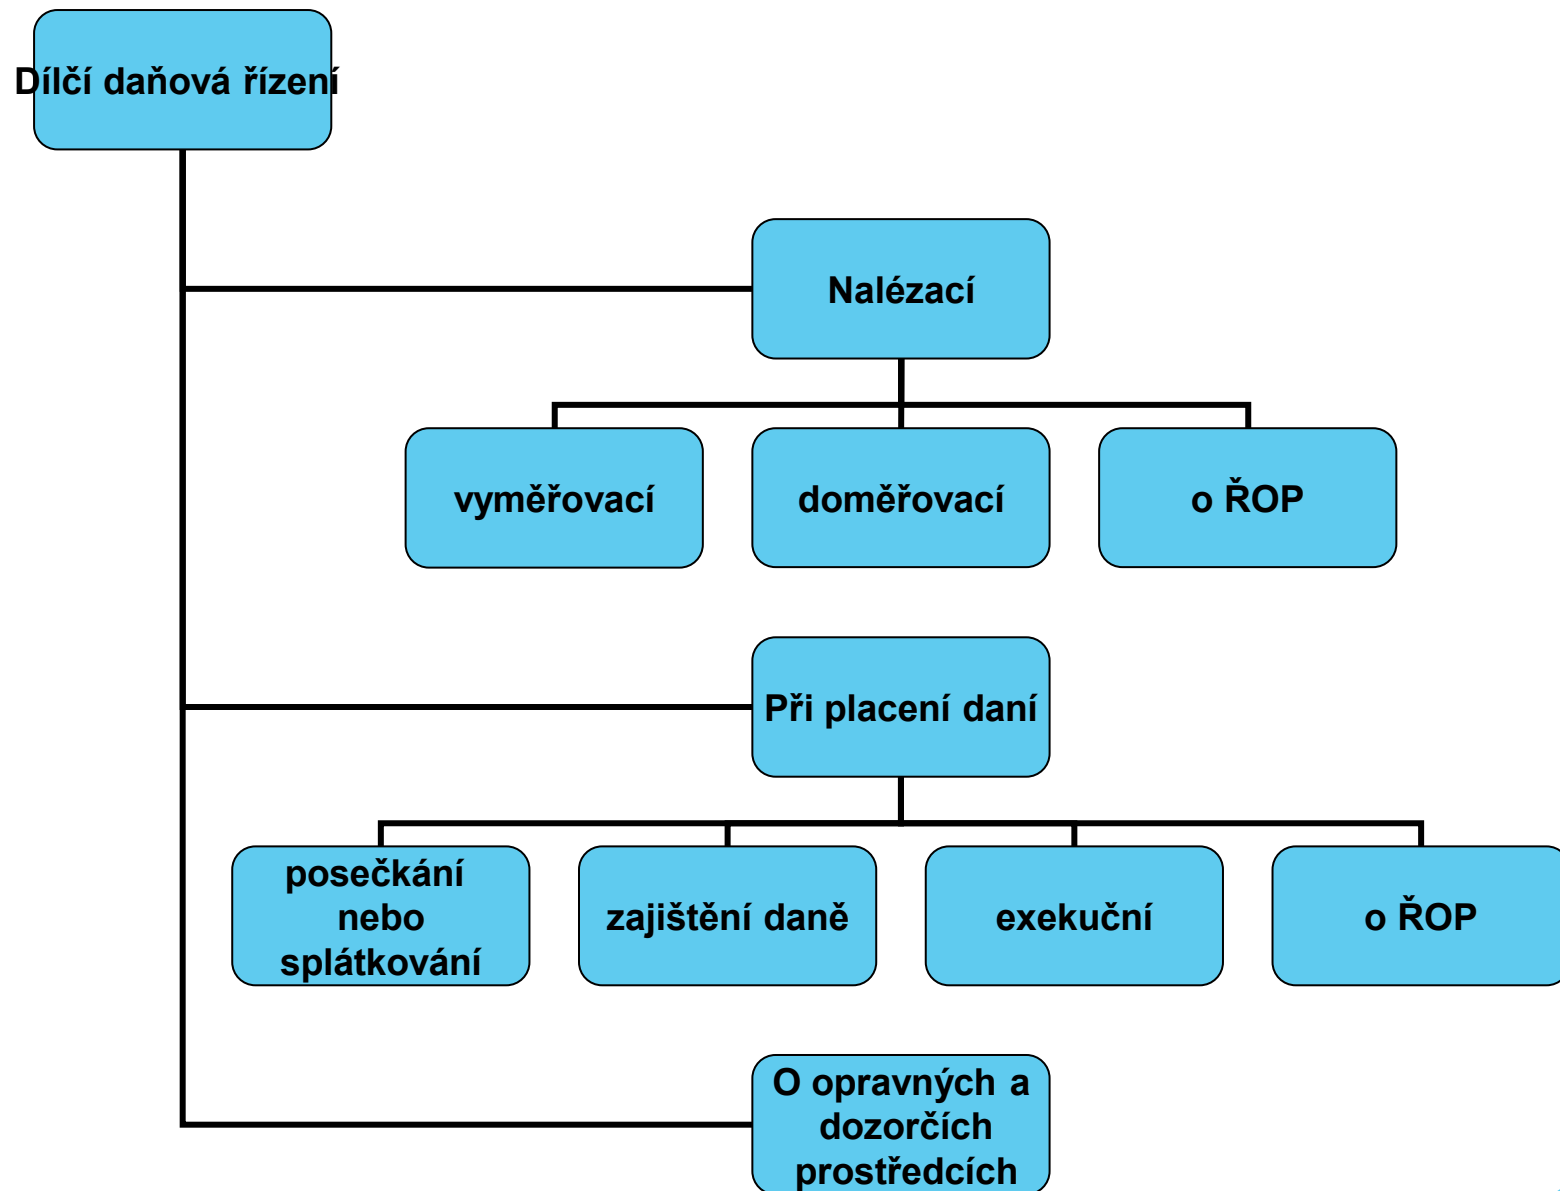 Dílčí daňová řízení
Nalézací
vyměřovací
doměřovací
o ŘOP
Při placení daní
posečkání
nebo
splátkování
zajištění daně
exekuční
o ŘOP
O opravných a
dozorčích
prostředcích